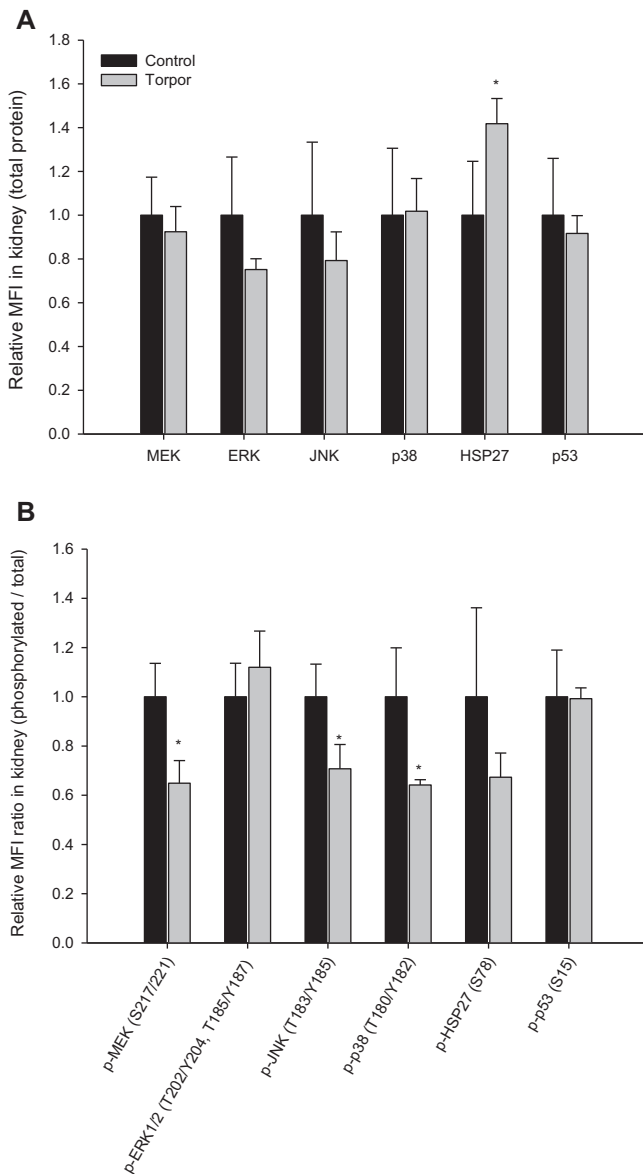 A
Relative MFI in kidney (total protein)
1.8
1.6
1.4
1.2
1.0
0.8
0.6
0.4
0.2
0.0
Control
Torpor
*
MEK ERK JNK p38 HSP27 p53
B
Relative MFI ratio in kidney (phosphorylated / total)
1.6
1.4
1.2
1.0
0.8
0.6
0.4
0.2
0.0
*
*
*
p-MEK (S217/221)
p-ERK1/2 (T202/Y204, T185/Y187)
p-JNK (T183/Y185)
p-p38 (T180/Y182)
p-HSP27 (S78)
p-p53 (S15)